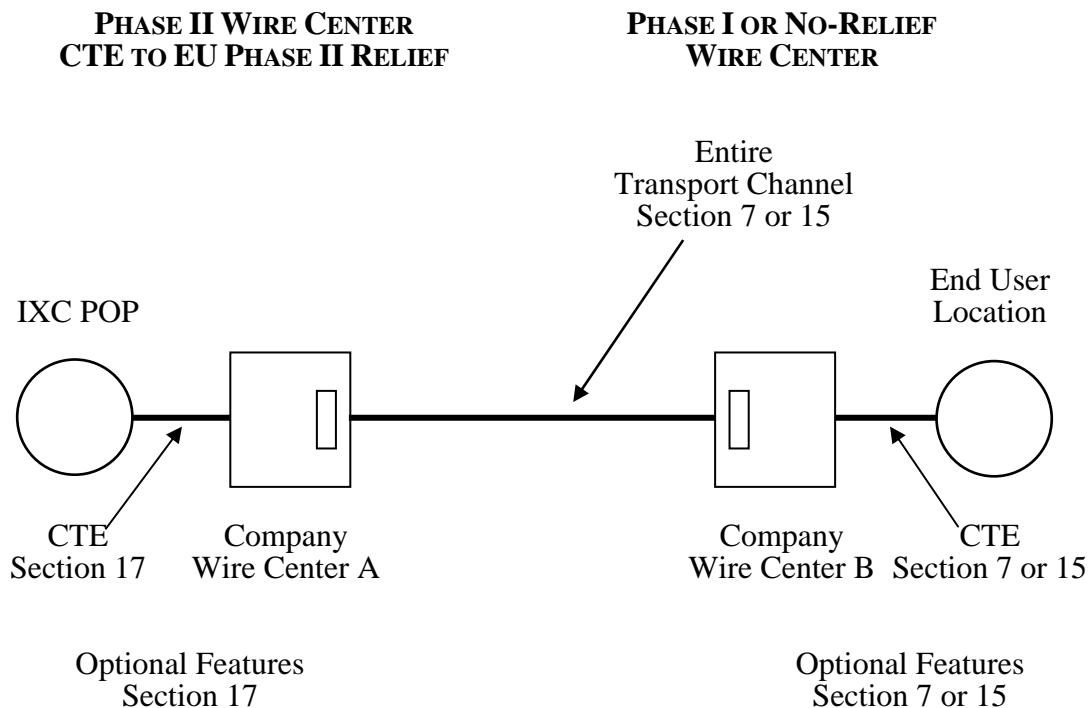 PHASE II WIRE CENTER
CTE TO EU PHASE II RELIEF
PHASE I OR NO-RELIEF
WIRE CENTER
Entire
Transport Channel
Section 7 or 15
IXC POP
End User
Location
CTE
Section 17
Company
Wire Center A
Company
Wire Center B
CTE
Section 7 or 15
Optional Features
Section 17
Optional Features
Section 7 or 15